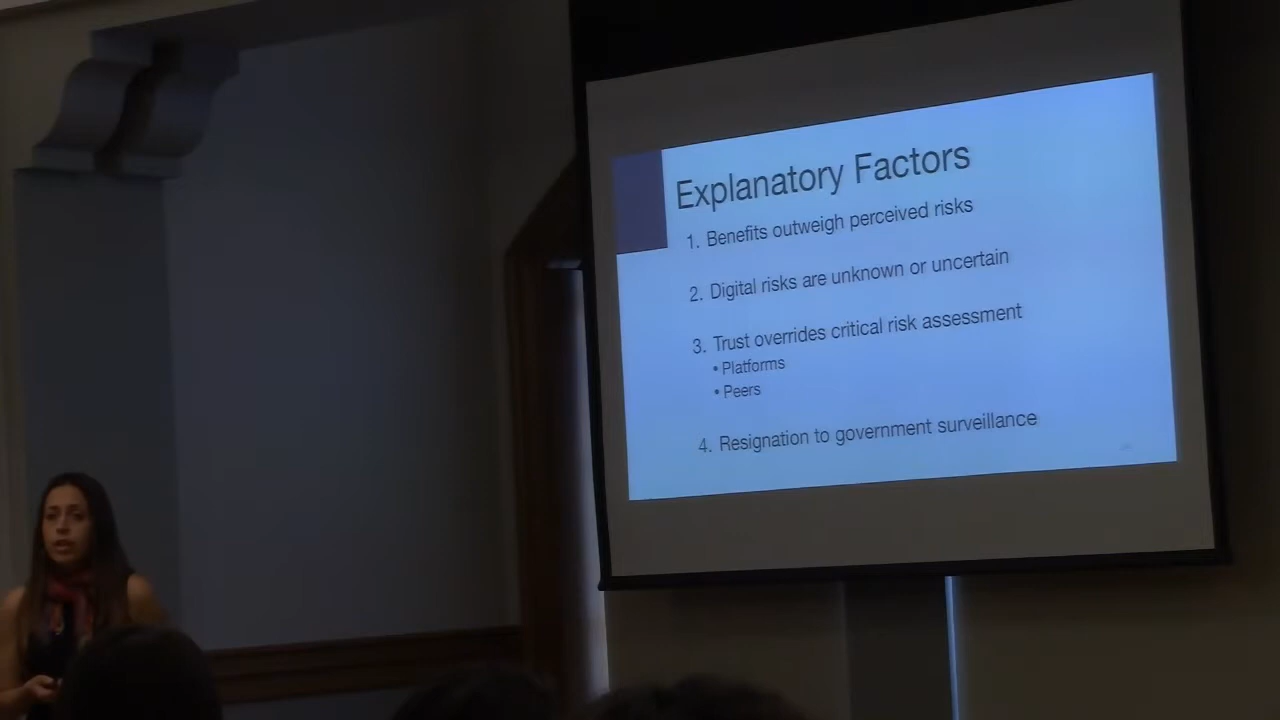 Explanatory Factors
1. Benefits outweigh perceived risks
2. Digital risks are unknown or uncertain
3. Trust overrides critical risk assessment
• Platforms
• Peers
4. Resignation to government surveillance